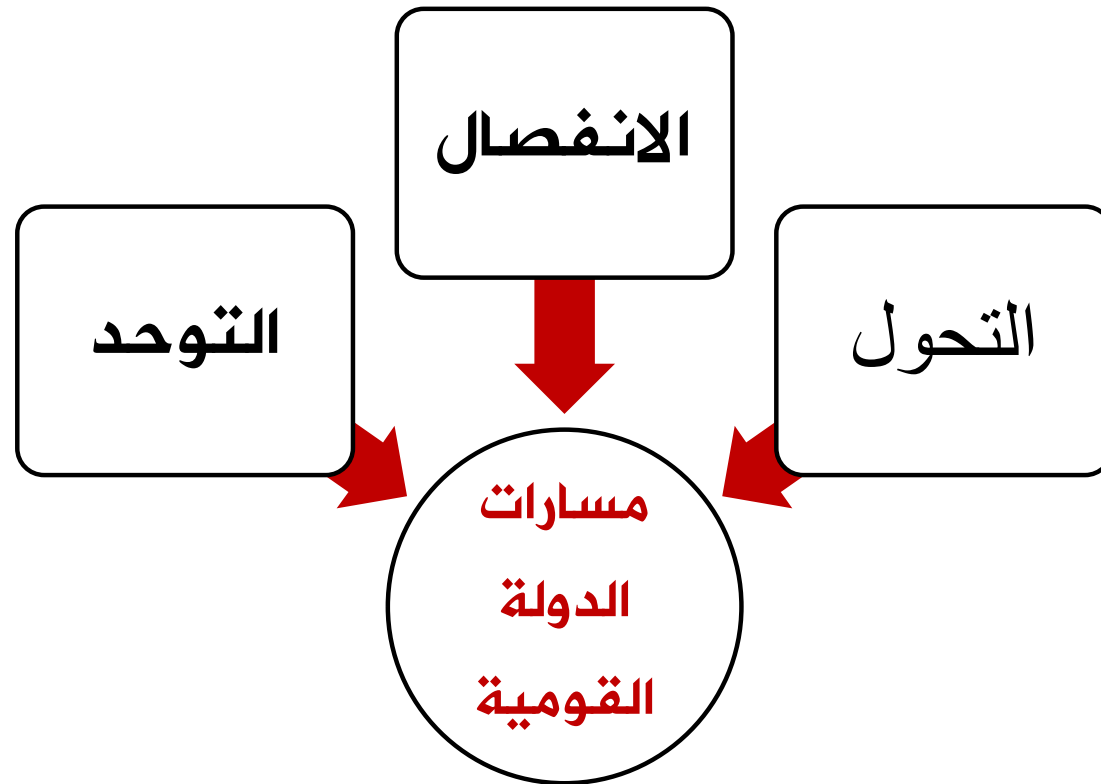 الانفصال
التحول
التوحد
مسارات
الدولة
القومية